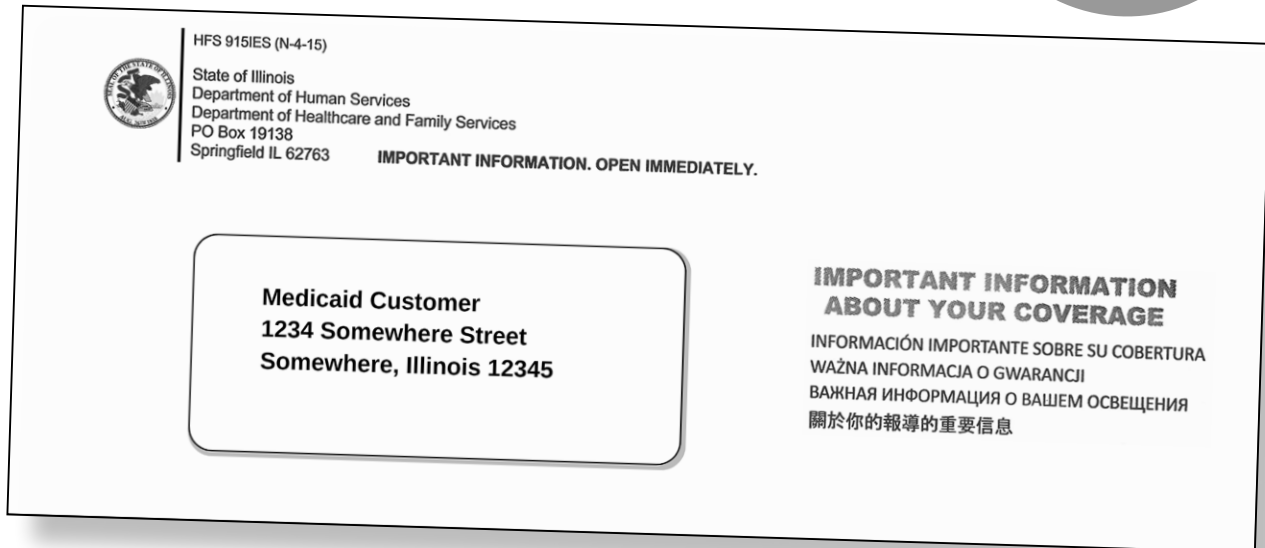 HFS 915IES (N-4-15)
State of Illinois
Department of Human Services
Department of Healthcare and Family Services
PO Box 19138
Springfield IL 62763
IMPORTANT INFORMATION. OPEN IMMEDIATELY.
Medicaid Customer
1234 Somewhere Street
Somewhere, Illinois 12345
IMPORTANT INFORMATION
ABOUT YOUR COVERAGE
INFORMACIÓN IMPORTANTE SOBRE SU COBERTURA
WAŻNA INFORMACJA O GWARANCJI
ВАЖНАЯ ИНФОРМАЦИЯ О ВАШЕМ ОСВЕЩЕНИЯ
關於你的報導的重要信息